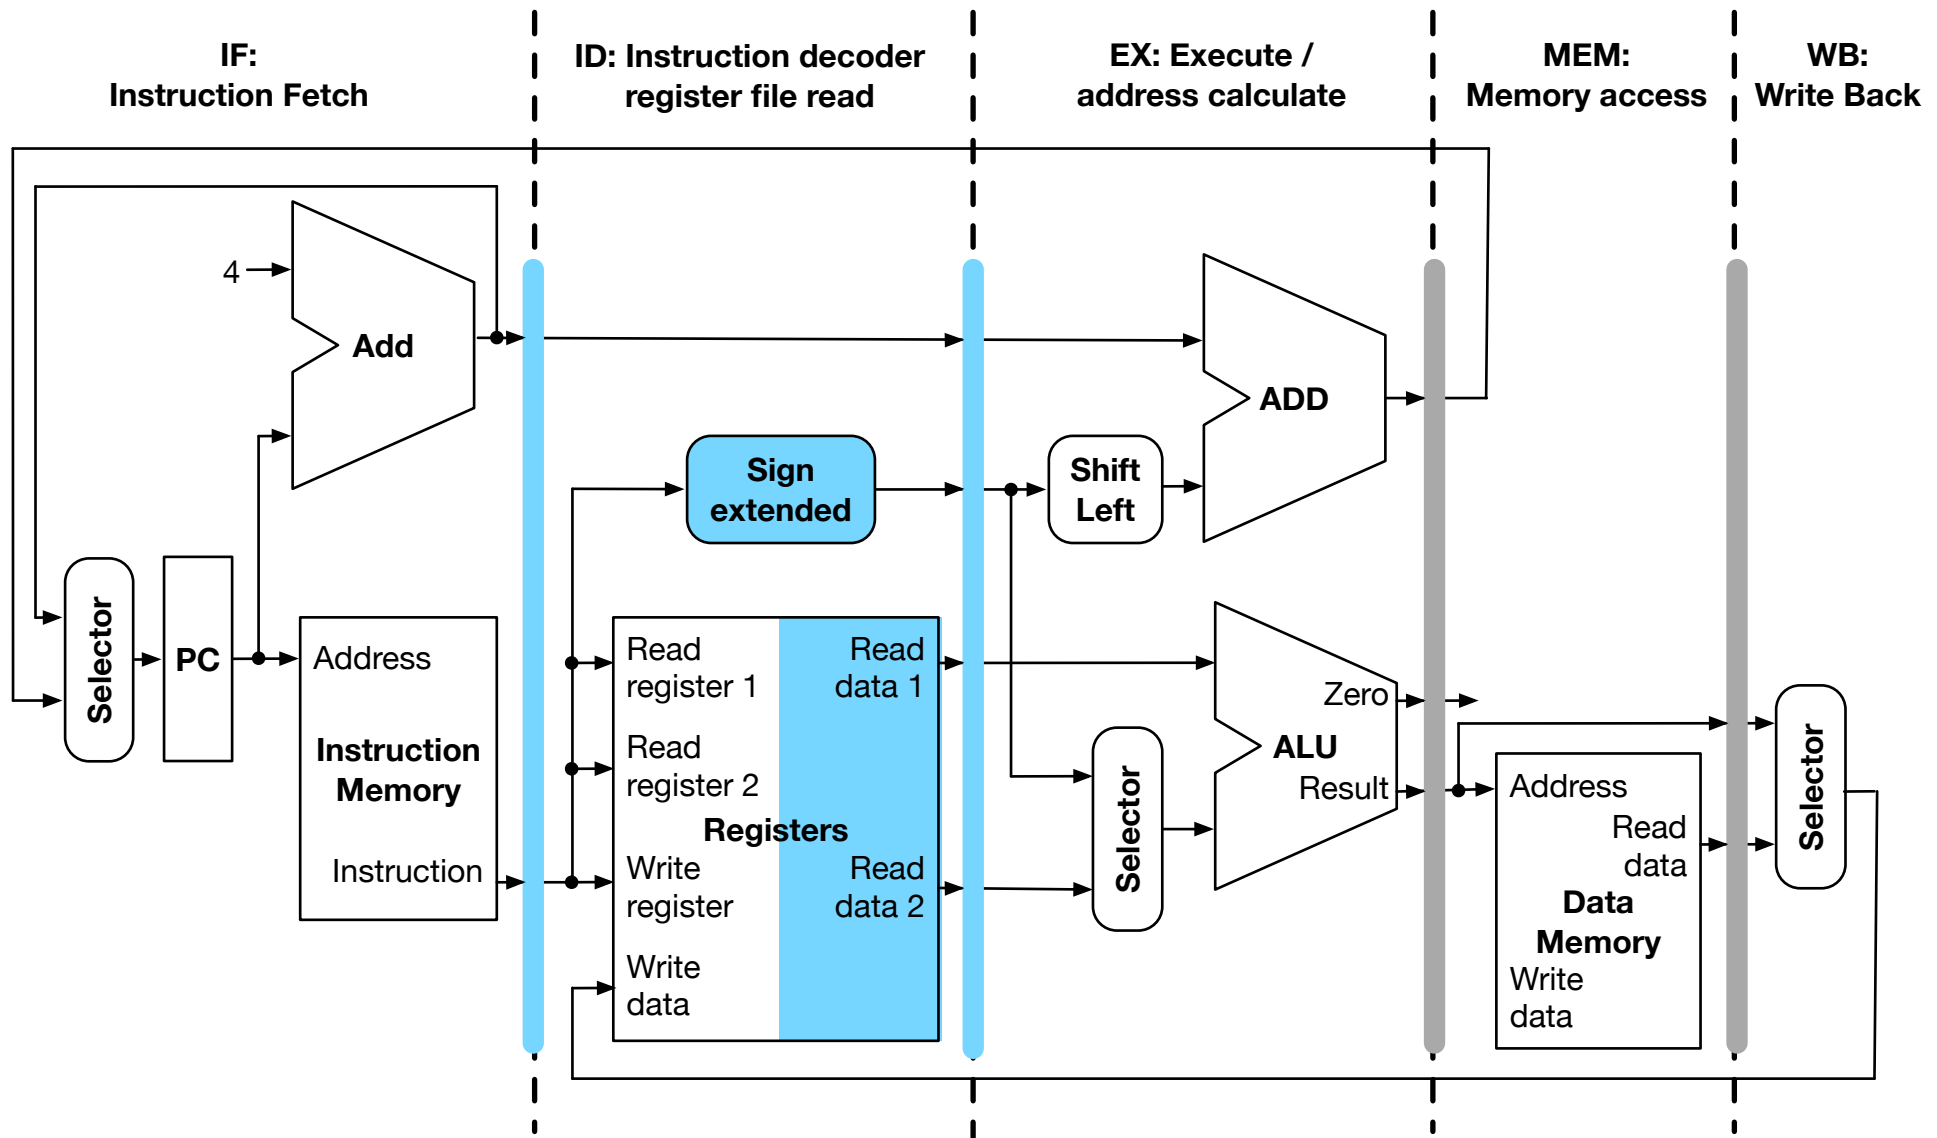 IF:
Instruction Fetch
ID: Instruction decoder
register file read
EX: Execute /
address calculate
MEM:
Memory access
WB:
Write Back
4
Add
Selector
PC
Address
Instruction
Memory
Instruction
Sign
extended
Read
register 1
Read
data 1
Read
register 2
Registers
Write
register
Read
data 2
Write
data
Shift
Left
ADD
Selector
Zero
ALU
Result
Address
Read
data
Data
Memory
Write
data
Selector